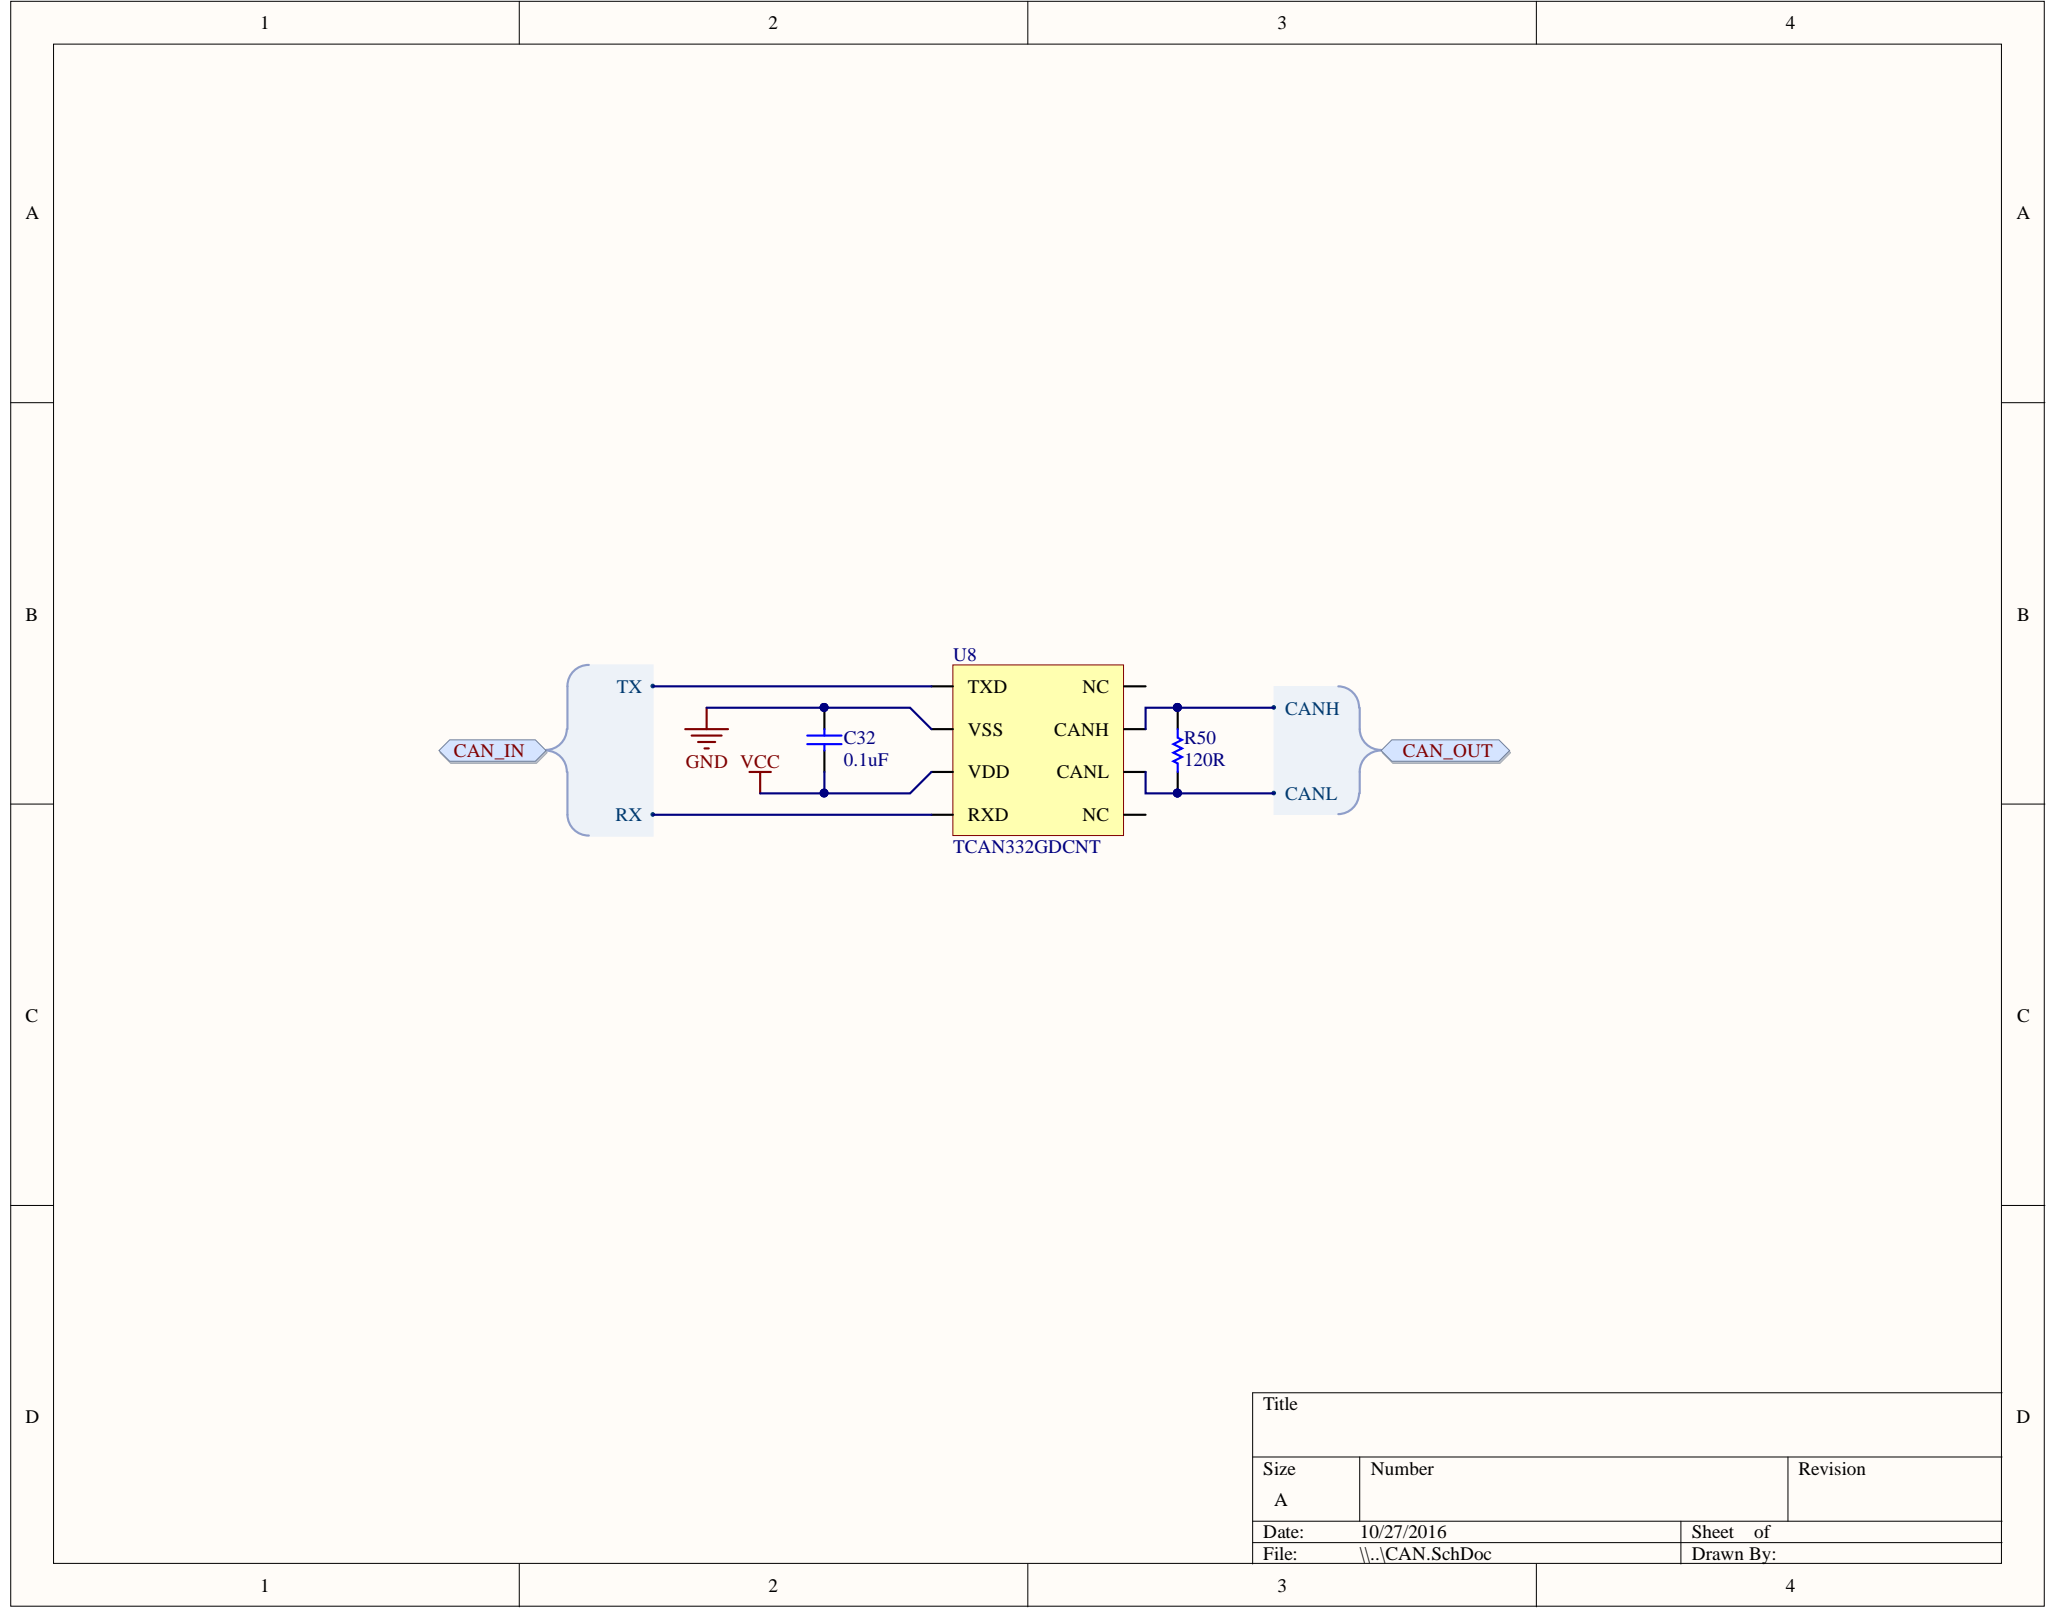 1 2 3 4
A A
B B
U8
TX TXD NC CANH
VSS CANH R50
CAN_IN C32 CAN_OUT
GND VCC 0.1uF 120R
VDD CANL
RX RXD NC CANL
TCAN332GDCNT
C C
Title
D D
Size Number Revision
A
Date: 10/27/2016 Sheet of
File: \\..\CAN.SchDoc Drawn By:
1 2 3 4